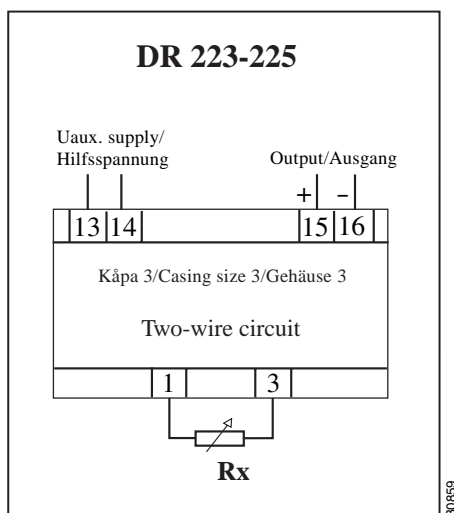 DR 223-225
Uaux. supply/
Hilfsspannung
Output/Ausgang
+ -
13 14 15 16
Kåpa 3/Casing size 3/Gehäuse 3
Two-wire circuit
1 3
Rx